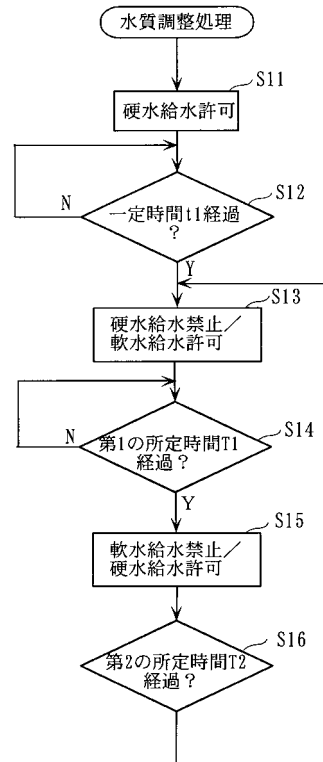 水質調整処理
S11
硬水給水許可
S12
N
一定時間t1経過
?
Y
S13
硬水給水禁止/
軟水給水許可
S14
N
第1の所定時間T1
経過?
Y
S15
軟水給水禁止/
硬水給水許可
S16
第2の所定時間T2
経過?